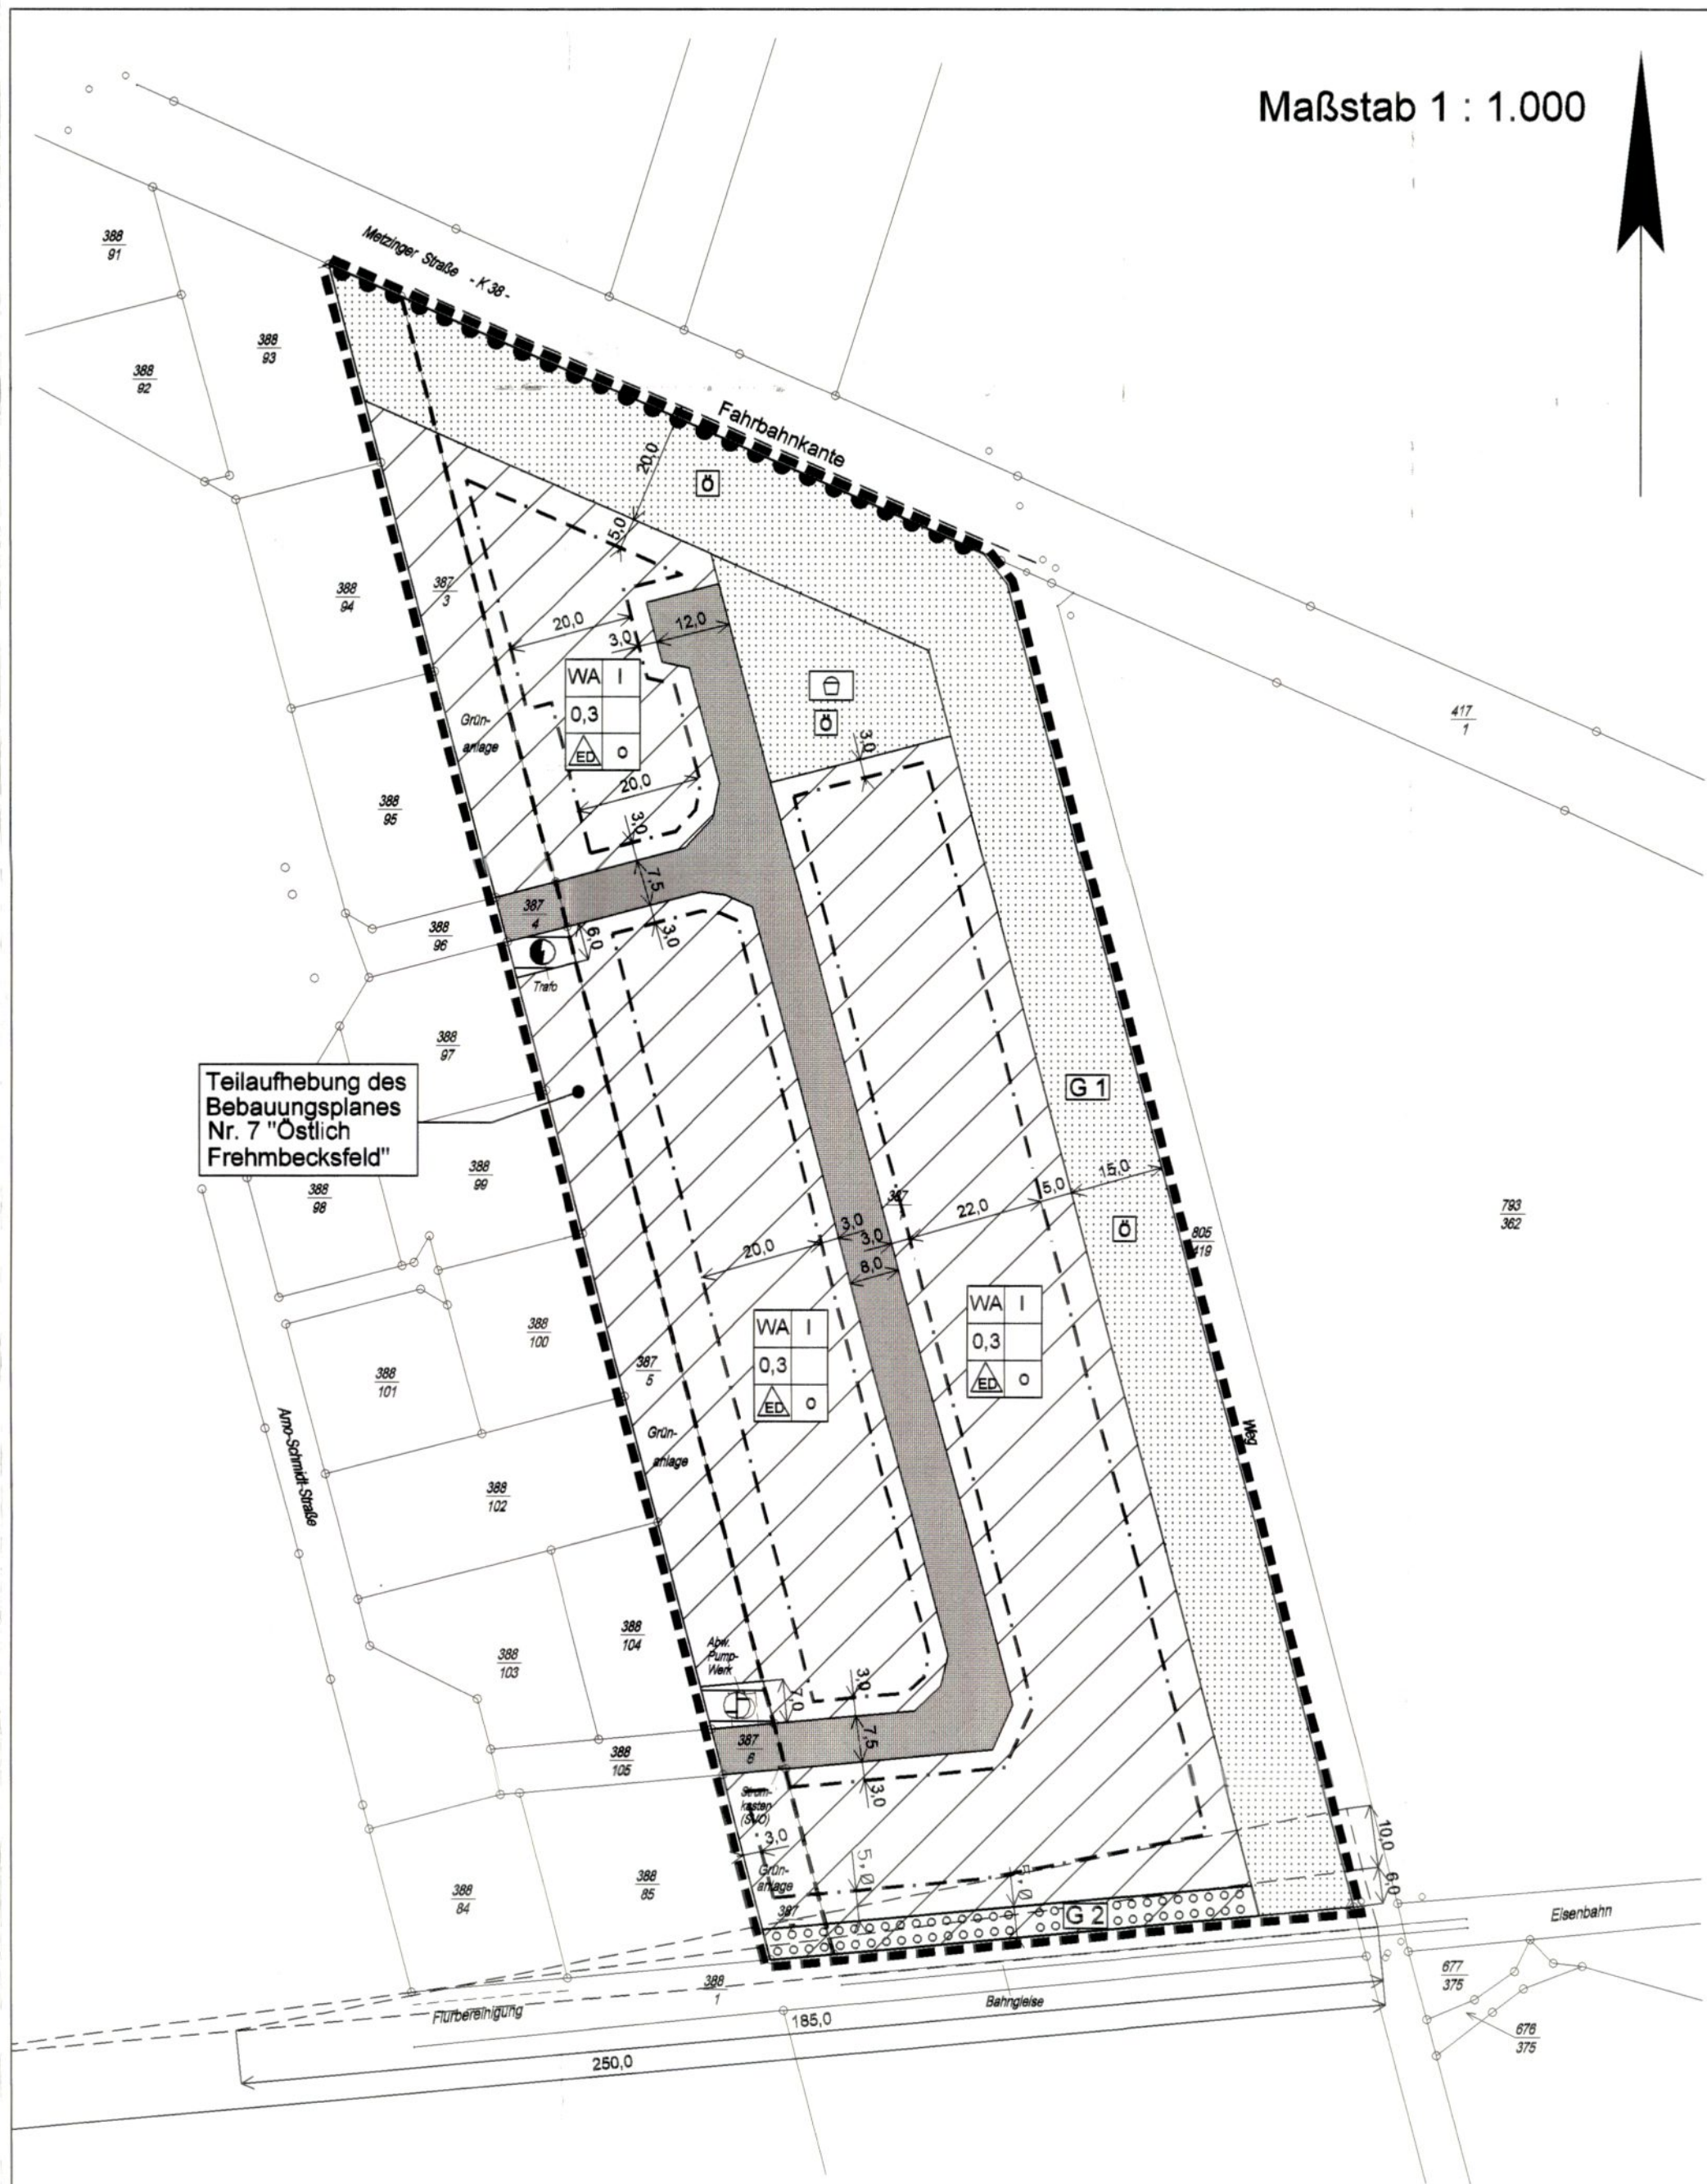 Maßstab 1 : 1.000
388
91
Metzinger Straße - K 38 -
388
93
388
92
Fahrbahnkante
20,0
Ö
5,0
388
94
387
3
20,0
3,0
12,0
WA I
0,3
ED o
Ö
417
1
Grün-
anlage
3,0
20,0
388
95
3,0
7,5
387
4
388
96
6,0
3,0
Trafo
388
97
Teilaufhebung des
Bebauungsplanes
Nr. 7 "Östlich
Frehmbecksfeld"
G 1
388
99
388
98
15,0
5,0
387
22,0
3,0
3,0
20,0
8,0
Ö
805
419
793
362
WA I
0,3
ED o
WA I
0,3
ED o
388
100
387
5
388
101
Arno-Schmidt-Straße
Grün-
anlage
Weg
388
102
388
104
388
103
Abw.
Pump-
Werk
7,0
3,0
7,5
387
6
388
105
3,0
Strom-
kasten
(SVO)
3,0
5,0
10,0
6,0
Grün-
anlage
387
388
85
388
84
G 2
Eisenbahn
388
1
Flurbereinigung
Bahngleise
677
375
676
375
185,0
250,0